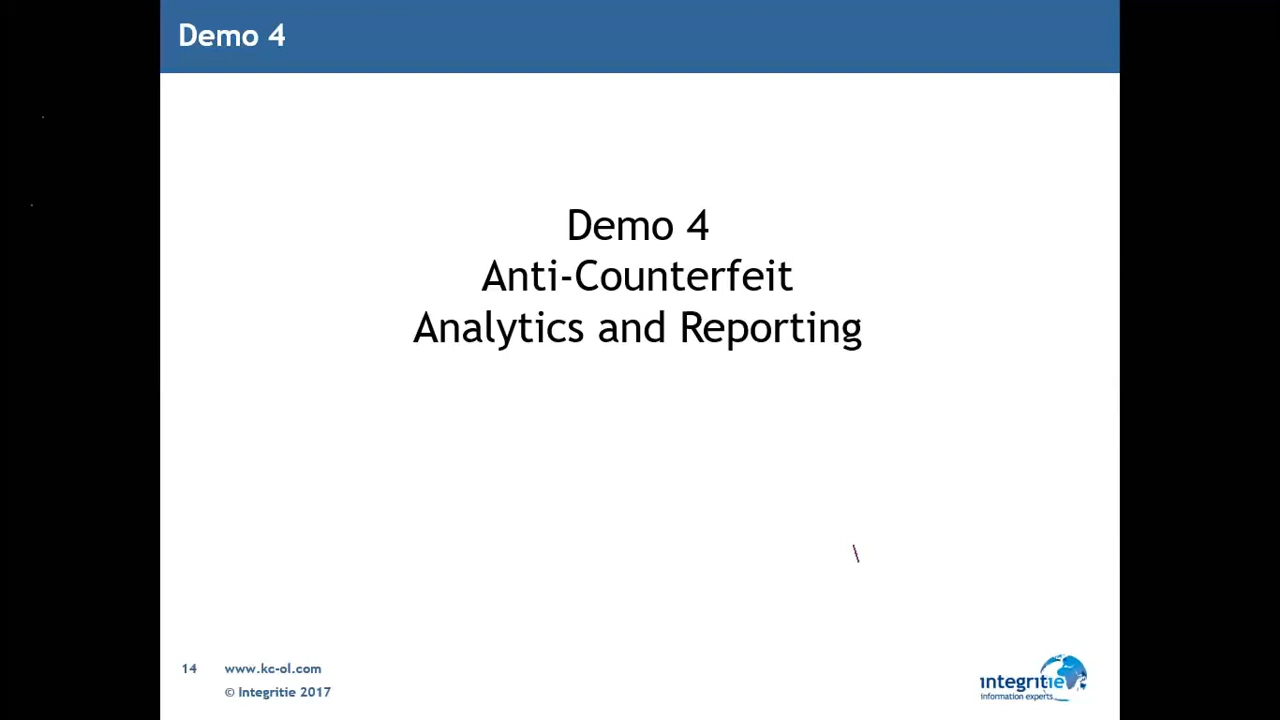 Demo 4
Demo 4
Anti-Counterfeit
Analytics and Reporting
14 www.kc-ol.com
© Integritie 2017
integritie
information experts